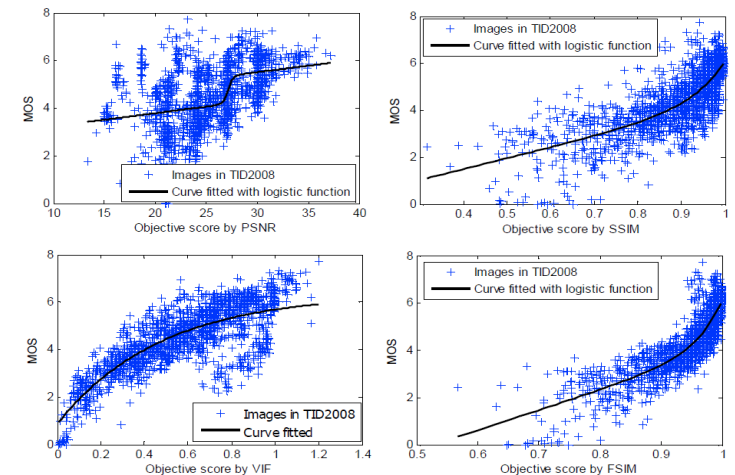 8
6
4
2
0
MOS
Images in TID2008
Curve fitted with logistic function
10 15 20 25 30 35 40
Objective score by PSNR
8
6
4
2
0
MOS
Images in TID2008
Curve fitted with logistic function
0.4 0.5 0.6 0.7 0.8 0.9 1
Objective score by SSIM
8
6
4
2
0
MOS
Images in TID2008
Curve fitted
0 0.2 0.4 0.6 0.8 1 1.2 1.4
Objective score by VIF
8
6
4
2
0
MOS
Images in TID2008
Curve fitted with logistic function
0.5 0.6 0.7 0.8 0.9 1
Objective score by FSIM